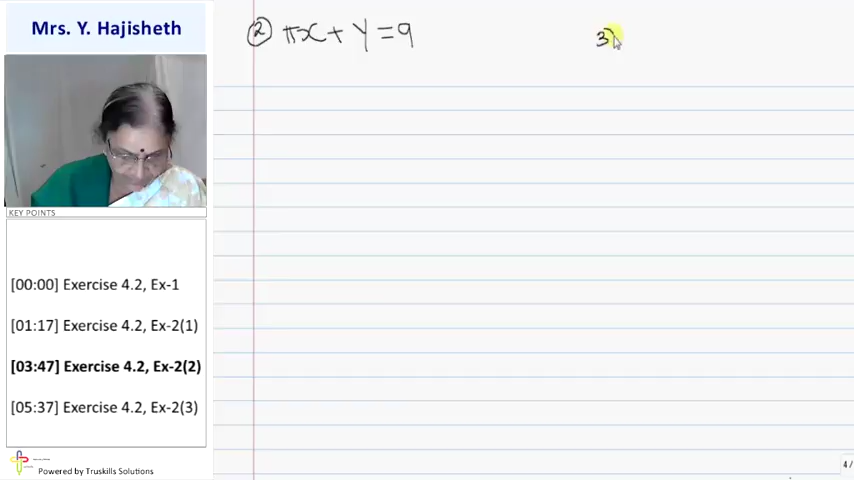 Mrs. Y. Hajisheth
② πx + y = 9
3)
KEY POINTS
[00:00] Exercise 4.2, Ex-1
[01:17] Exercise 4.2, Ex-2(1)
[03:47] Exercise 4.2, Ex-2(2)
[05:37] Exercise 4.2, Ex-2(3)
Powered by Truskills Solutions
4/